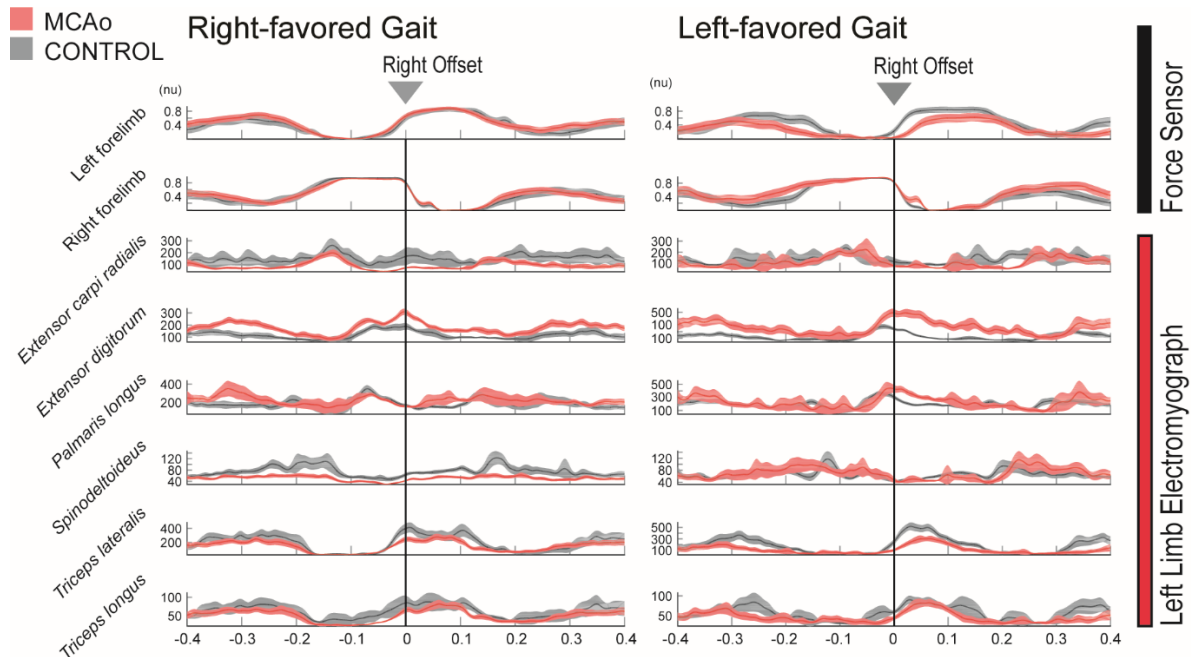 MCAo
CONTROL
Right-favored Gait
Left-favored Gait
Right Offset
Right Offset
(nu)
(nu)
Left forelimb
0.8
0.4
0.8
0.4
Right forelimb
0.8
0.4
0.8
0.4
Extensor carpi radialis
300
200
100
300
200
100
Extensor digiforum
300
200
100
500
300
100
Palmaris longus
400
200
500
300
100
Spinodeltoideus
120
80
40
120
80
40
Triceps lateralis
400
200
500
300
100
Triceps longus
100
50
100
50
-0.4 -0.3 -0.2 -0.1 0 0.1 0.2 0.3 0.4
-0.4 -0.3 -0.2 -0.1 0 0.1 0.2 0.3 0.4
Force Sensor
Left Limb Electromyograph